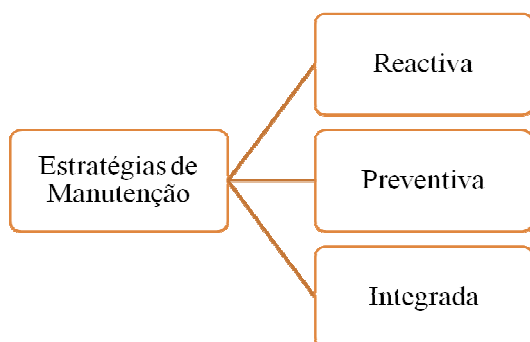 Estratégias de
Manutenção
Reactiva
Preventiva
Integrada